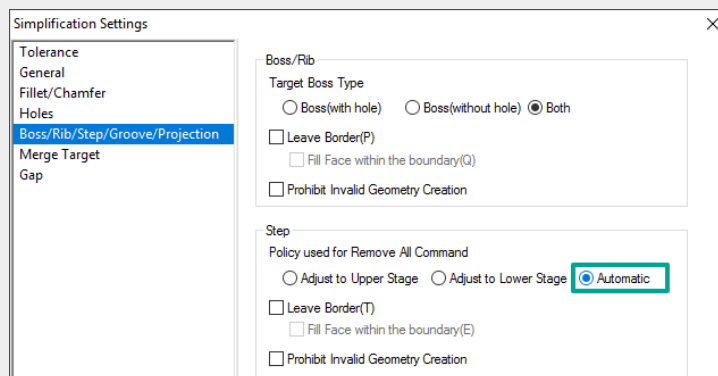 Simplification Settings
Tolerance
General
Fillet/Chamfer
Holes
Boss/Rib/Step/Groove/Projection
Merge Target
Gap
Boss/Rib
Target Boss Type
Boss(with hole) Boss(without hole) Both
Leave Border(P)
Fill Face within the boundary(Q)
Prohibit Invalid Geometry Creation
Step
Policy used for Remove All Command
Adjust to Upper Stage Adjust to Lower Stage Automatic
Leave Border(T)
Fill Face within the boundary(E)
Prohibit Invalid Geometry Creation